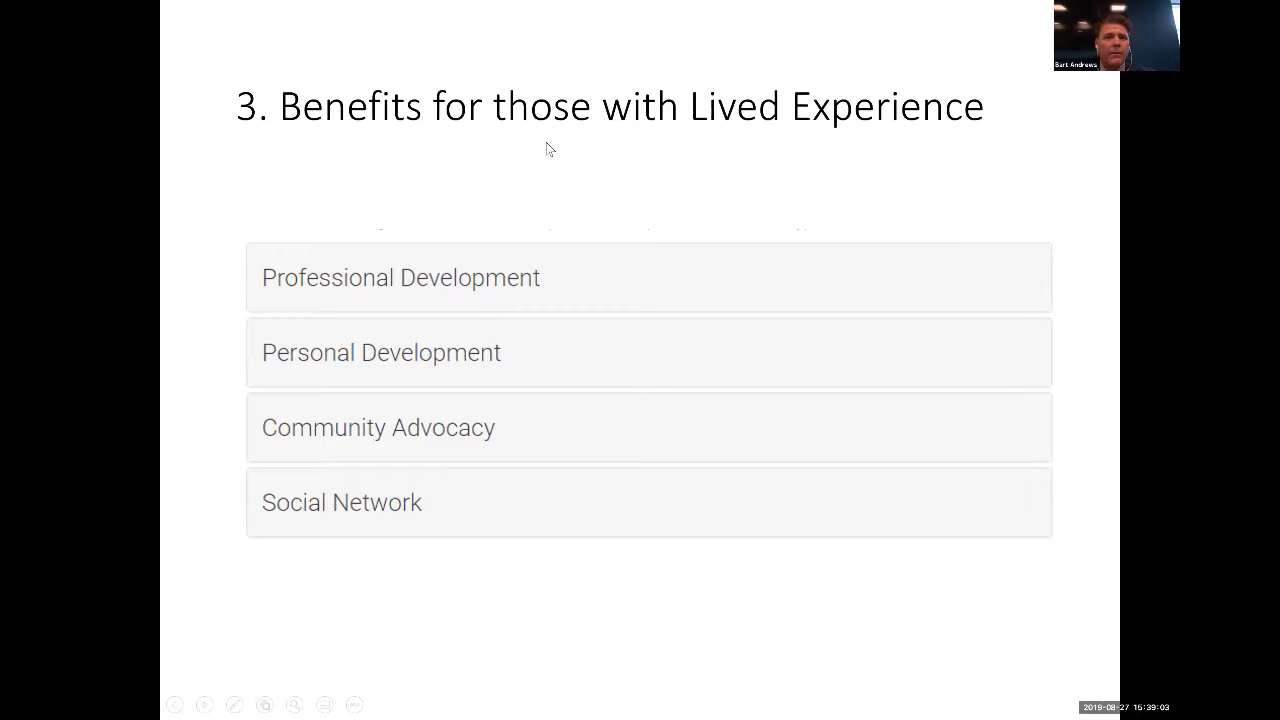 Bart Andrews
3. Benefits for those with Lived Experience
Professional Development
Personal Development
Community Advocacy
Social Network
2019-08-27 15:39:03